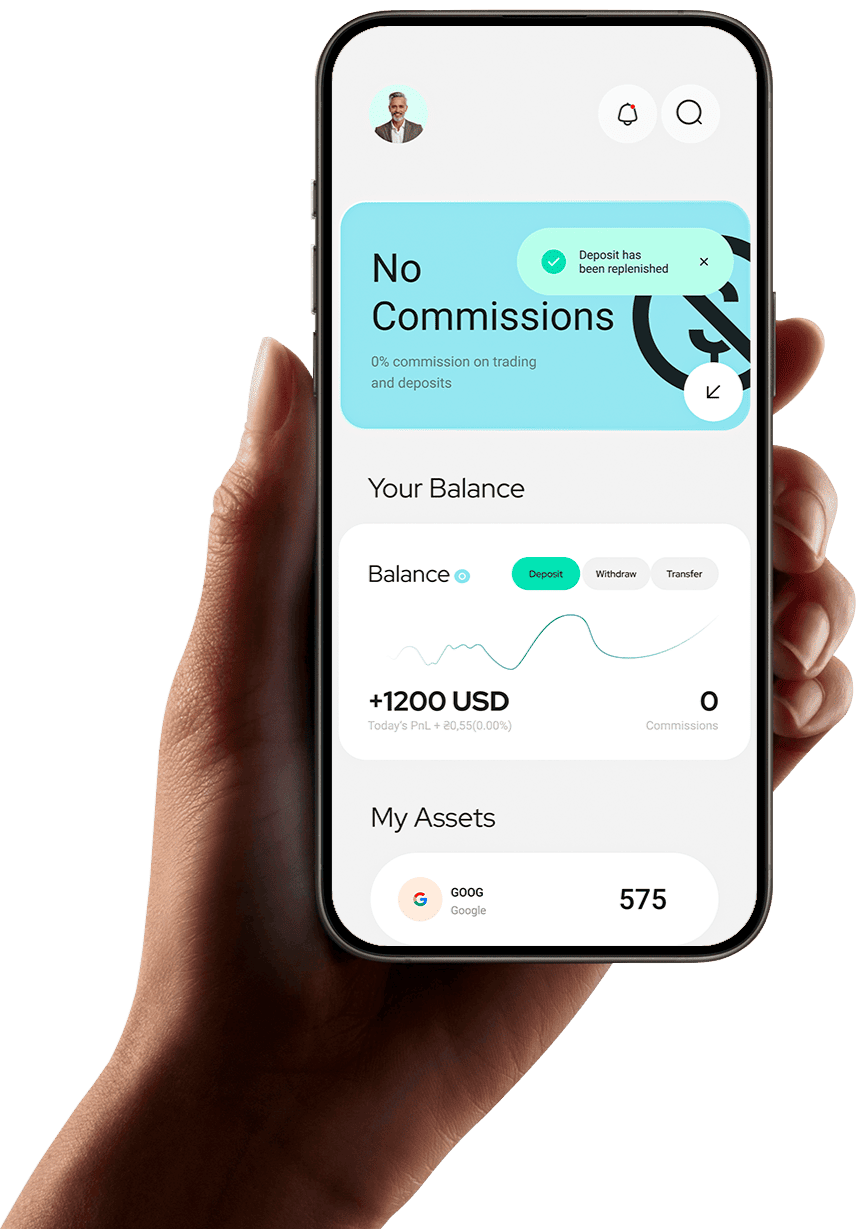 Deposit has
been replenished
No
Commissions
0% commission on trading
and deposits
Your Balance
Balance
Deposit
Withdraw
Transfer
+1200 USD
0
Today's PnL + ₴0,55(0.00%)
Commissions
My Assets
GOOG
Google
575